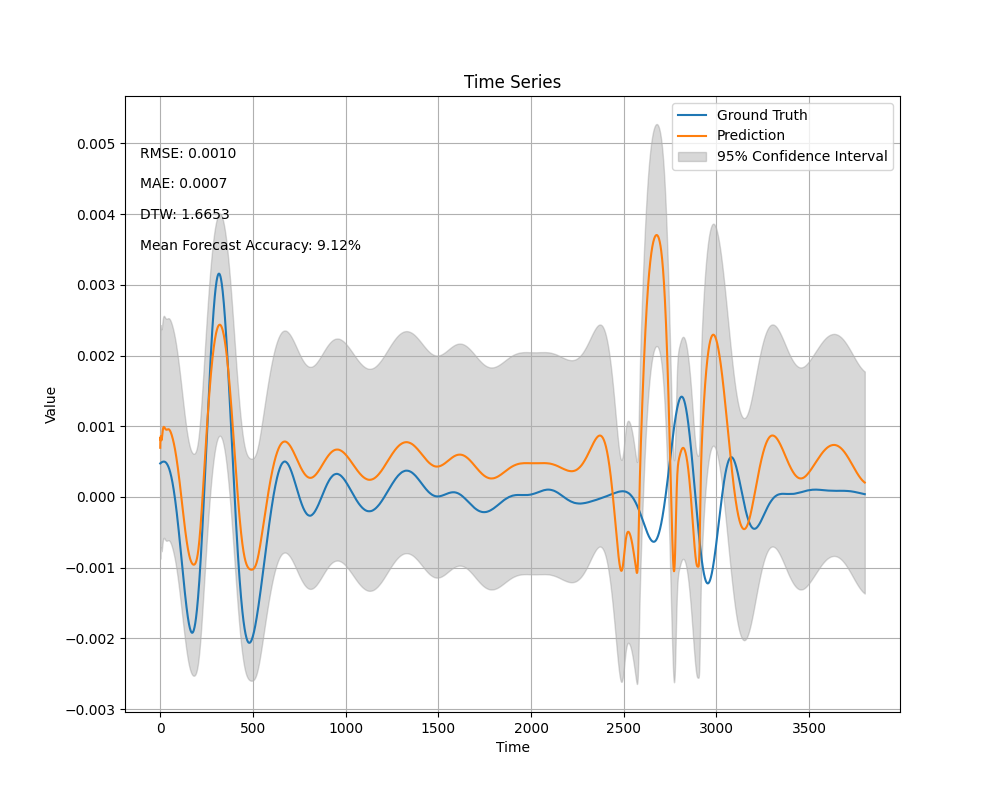 Time Series
Ground Truth
Prediction
95% Confidence Interval
RMSE: 0.0010
MAE: 0.0007
DTW: 1.6653
Mean Forecast Accuracy: 9.12%
Value
0.005
0.004
0.003
0.002
0.001
0.000
−0.001
−0.002
−0.003
0 500 1000 1500 2000 2500 3000 3500
Time